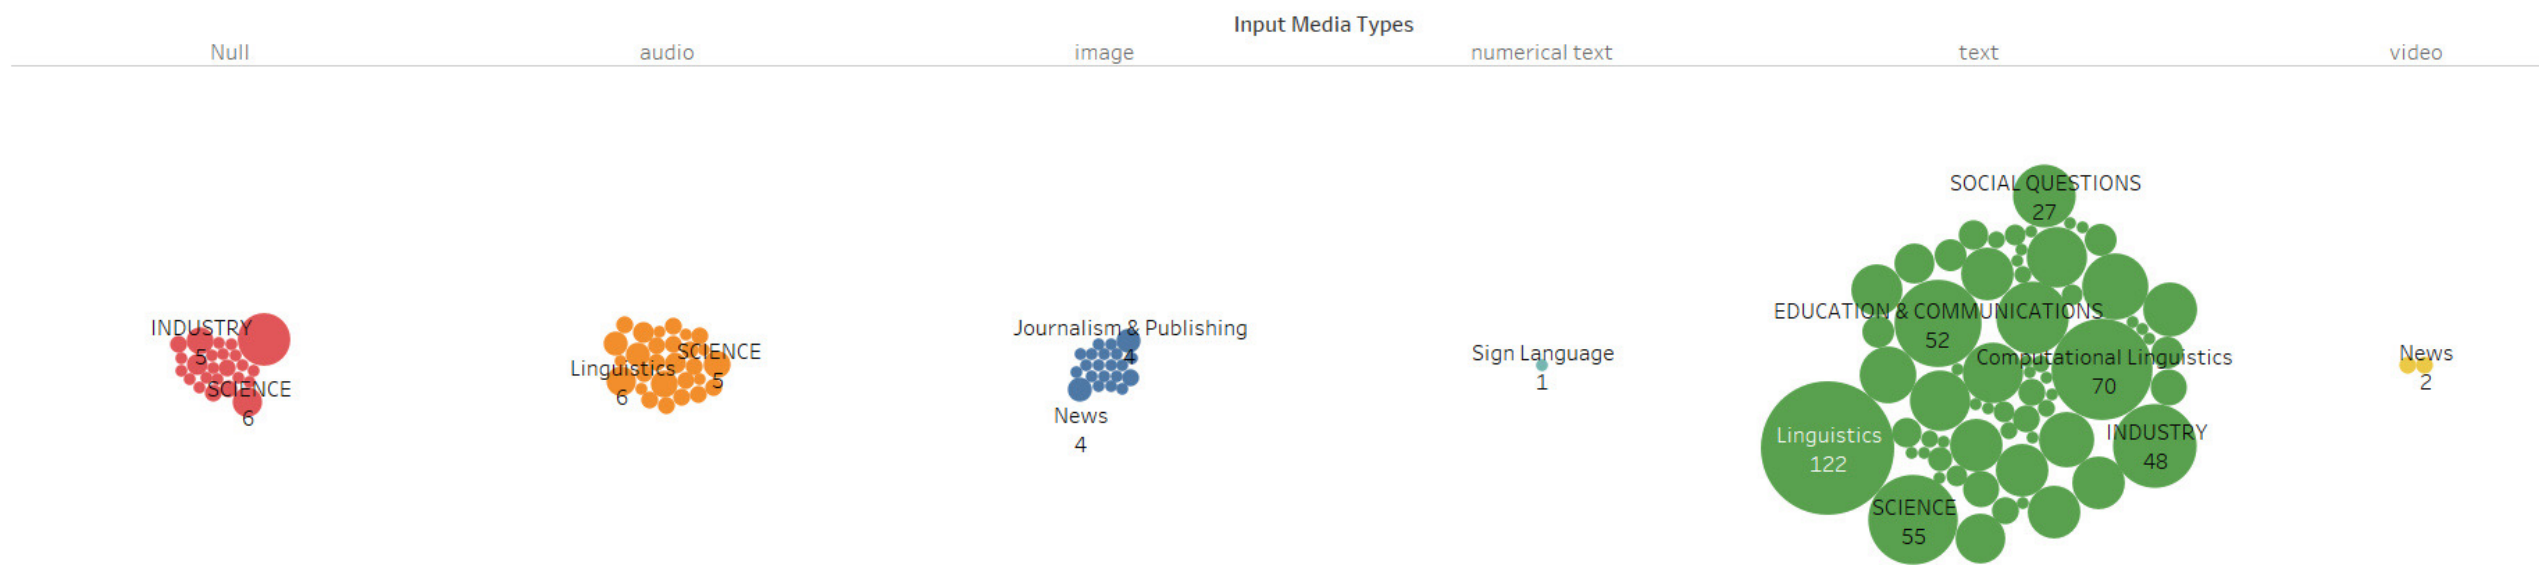 Input Media Types
Null audio image numerical text text video
INDUSTRY
5
SCIENCE
6
Linguistics
6
SCIENCE
5
Journalism & Publishing
4
News
4
Sign Language
1
SOCIAL QUESTIONS
27
EDUCATION & COMMUNICATIONS
52
Computational Linguistics
70
Linguistics
122
INDUSTRY
48
SCIENCE
55
News
2